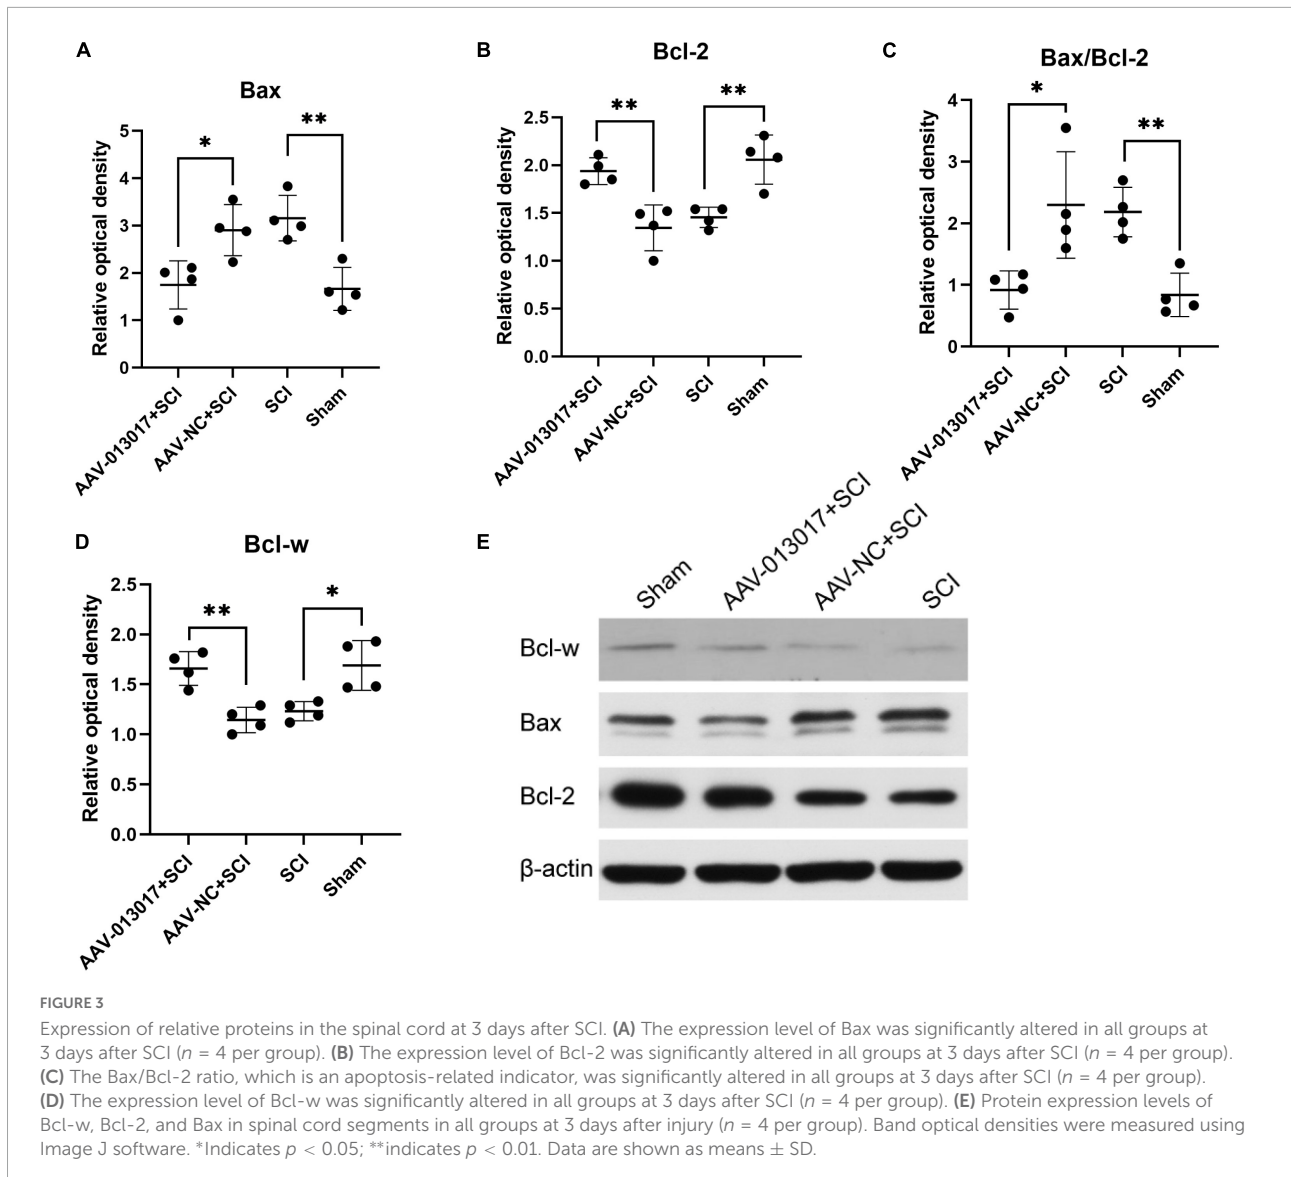 A
Bax
Relative optical density
5
4
3
2
1
0
*
**
AAV-013017+SCI
AAV-NC+SCI
SCI
Sham
B
Bcl-2
Relative optical density
2.5
2.0
1.5
1.0
0.5
0.0
**
**
AAV-013017+SCI
AAV-NC+SCI
SCI
Sham
C
Bax/Bcl-2
Relative optical density
4
3
2
1
0
*
**
AAV-013017+SCI
AAV-NC+SCI
SCI
Sham
D
Bcl-w
Relative optical density
2.5
2.0
1.5
1.0
0.5
0.0
**
*
AAV-013017+SCI
AAV-NC+SCI
SCI
Sham
E
Sham
AAV-013017+SCI
AAV-NC+SCI
SCI
Bcl-w
Bax
Bcl-2
β-actin
FIGURE 3
Expression of relative proteins in the spinal cord at 3 days after SCI. (A) The expression level of Bax was significantly altered in all groups at
3 days after SCI (n = 4 per group). (B) The expression level of Bcl-2 was significantly altered in all groups at 3 days after SCI (n = 4 per group).
(C) The Bax/Bcl-2 ratio, which is an apoptosis-related indicator, was significantly altered in all groups at 3 days after SCI (n = 4 per group).
(D) The expression level of Bcl-w was significantly altered in all groups at 3 days after SCI (n = 4 per group). (E) Protein expression levels of
Bcl-w, Bcl-2, and Bax in spinal cord segments in all groups at 3 days after injury (n = 4 per group). Band optical densities were measured using
Image J software. *Indicates p < 0.05; **indicates p < 0.01. Data are shown as means ± SD.